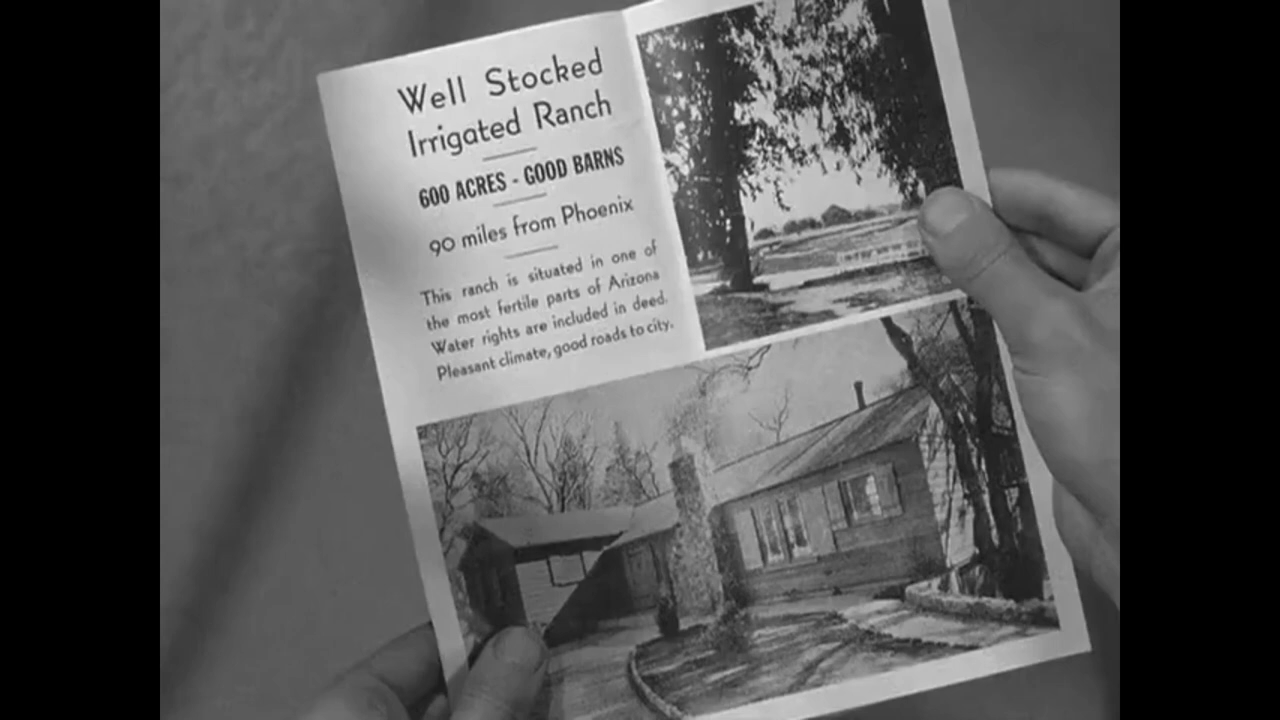 Well Stocked
Irrigated Ranch
600 ACRES - GOOD BARNS
90 miles from Phoenix
This ranch is situated in one of
the most fertile parts of Arizona
Water rights are included in deed.
Pleasant climate, good roads to city.